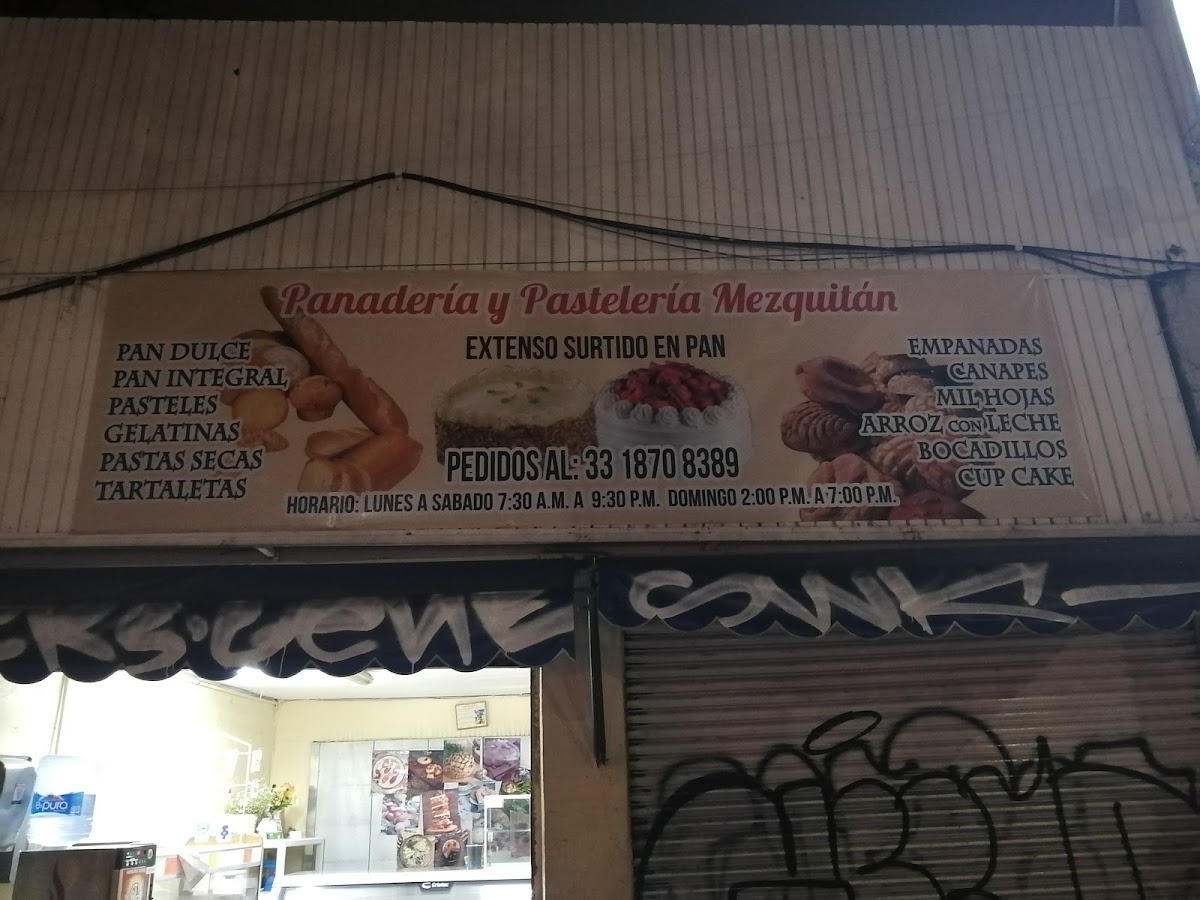 Panadería y Pastelería Mezquitán
EXTENSO SURTIDO EN PAN
PAN DULCE
PAN INTEGRAL
PASTELES
GELATINAS
PASTAS SECAS
TARTALETAS
EMPANADAS
CANAPES
MIL HOJAS
ARROZ CON LECHE
BOCADILLOS
CUP CAKE
PEDIDOS AL: 33 1870 8389
HORARIO: LUNES A SABADO 7:30 A.M. A 9:30 P.M. DOMINGO 2:00 P.M. A 7:00 P.M.
epura